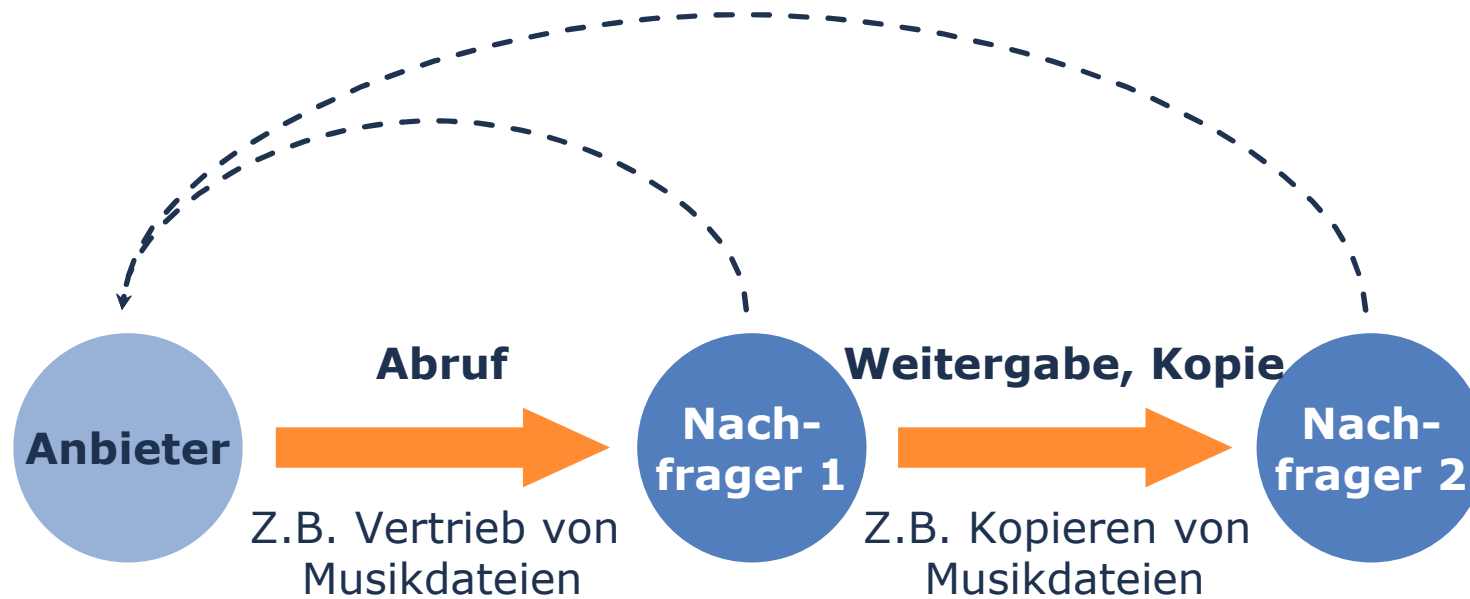 Abruf
Weitergabe, Kopie
Anbieter
Nach-
frager 1
Nach-
frager 2
Z.B. Vertrieb von
Musikdateien
Z.B. Kopieren von
Musikdateien